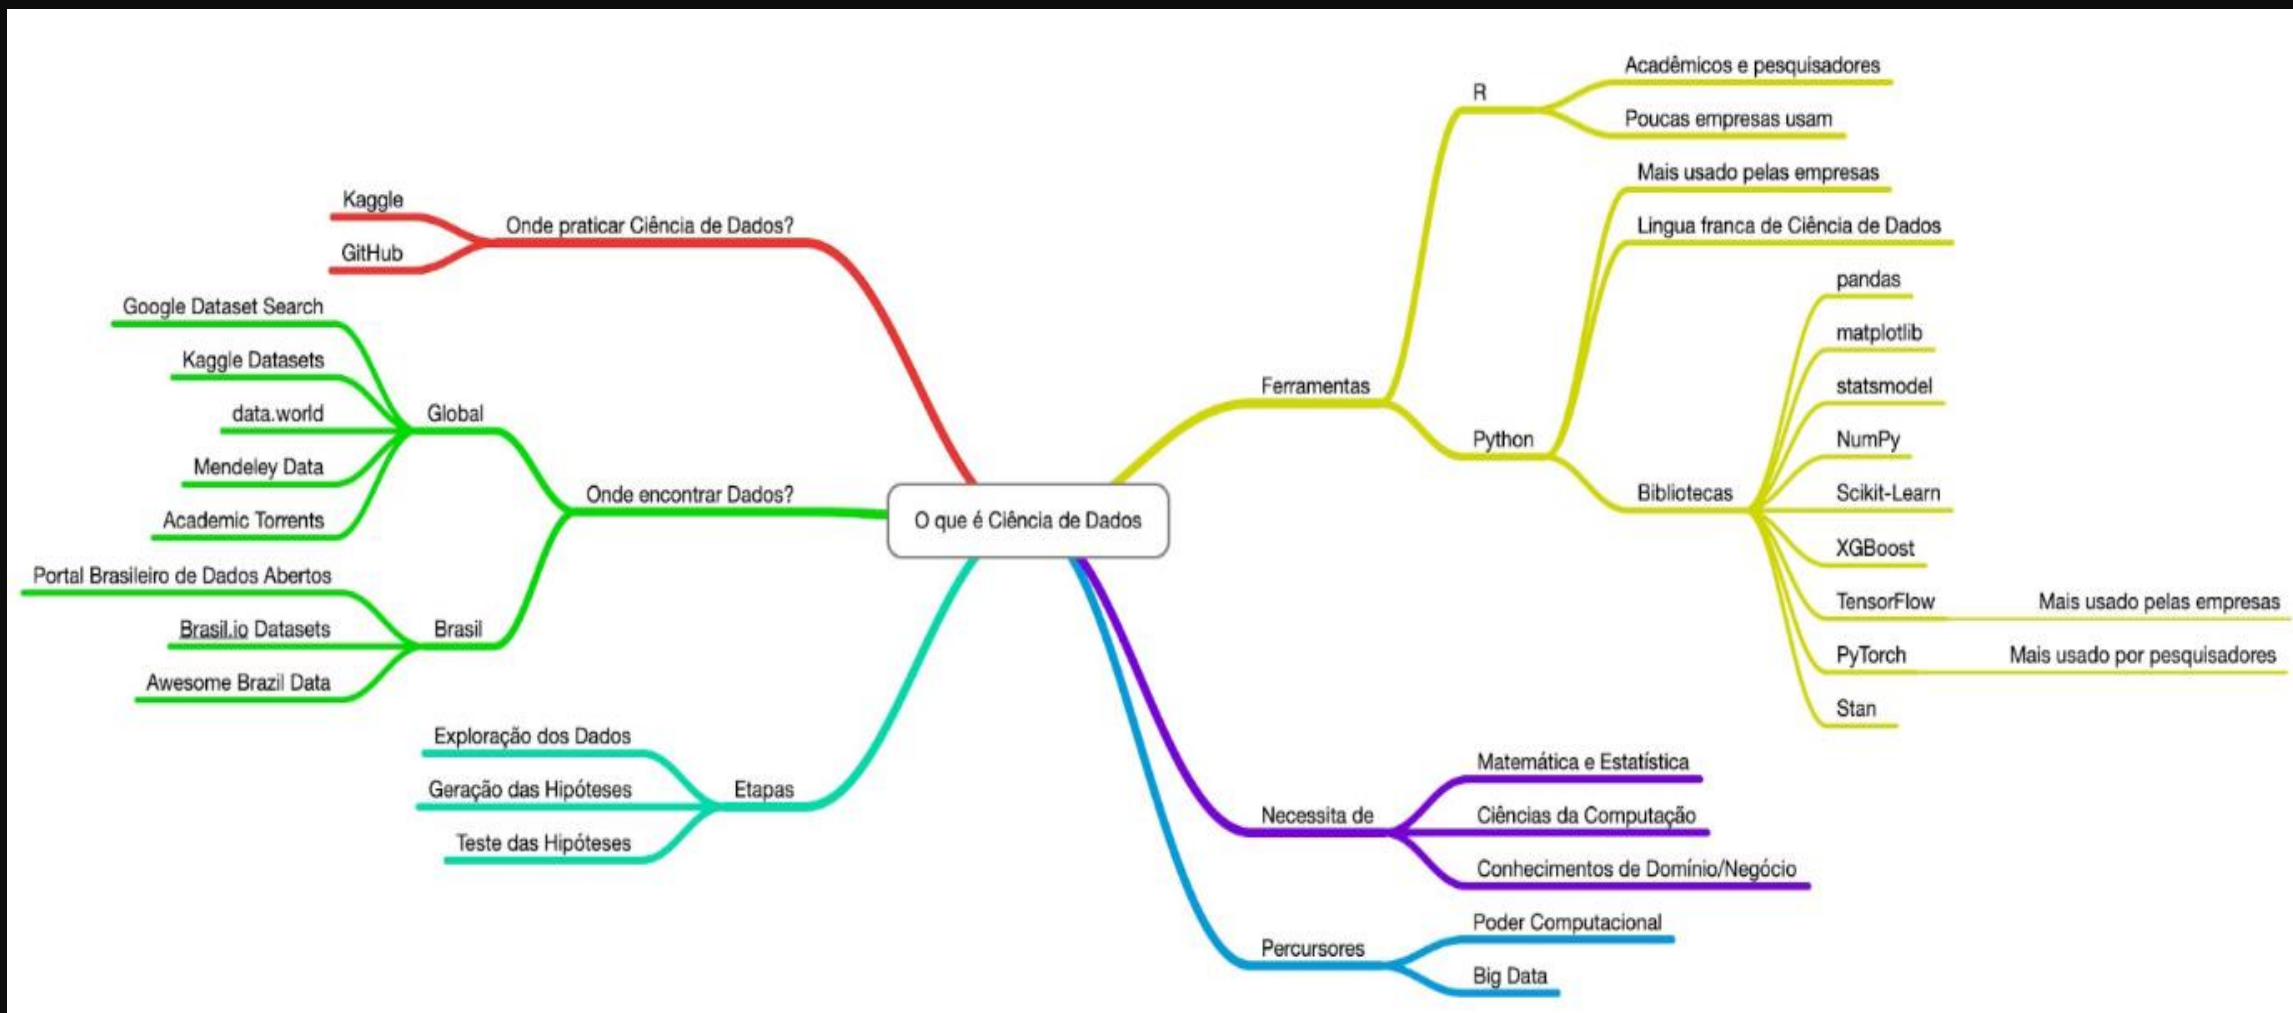 O que é Ciência de Dados
Onde praticar Ciência de Dados?
Kaggle
GitHub
Onde encontrar Dados?
Global
Google Dataset Search
Kaggle Datasets
data.world
Mendeley Data
Academic Torrents
Brasil
Portal Brasileiro de Dados Abertos
Brasil.io Datasets
Awesome Brazil Data
Etapas
Exploração dos Dados
Geração das Hipóteses
Teste das Hipóteses
Ferramentas
R
Acadêmicos e pesquisadores
Poucas empresas usam
Python
Mais usado pelas empresas
Lingua franca de Ciência de Dados
Bibliotecas
pandas
matplotlib
statsmodel
NumPy
Scikit-Learn
XGBoost
TensorFlow
Mais usado pelas empresas
PyTorch
Mais usado por pesquisadores
Stan
Necessita de
Matemática e Estatística
Ciências da Computação
Conhecimentos de Domínio/Negócio
Percursores
Poder Computacional
Big Data